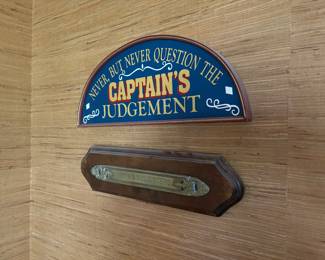 NEVER, BUT NEVER QUESTION THE
CAPTAIN'S
JUDGEMENT